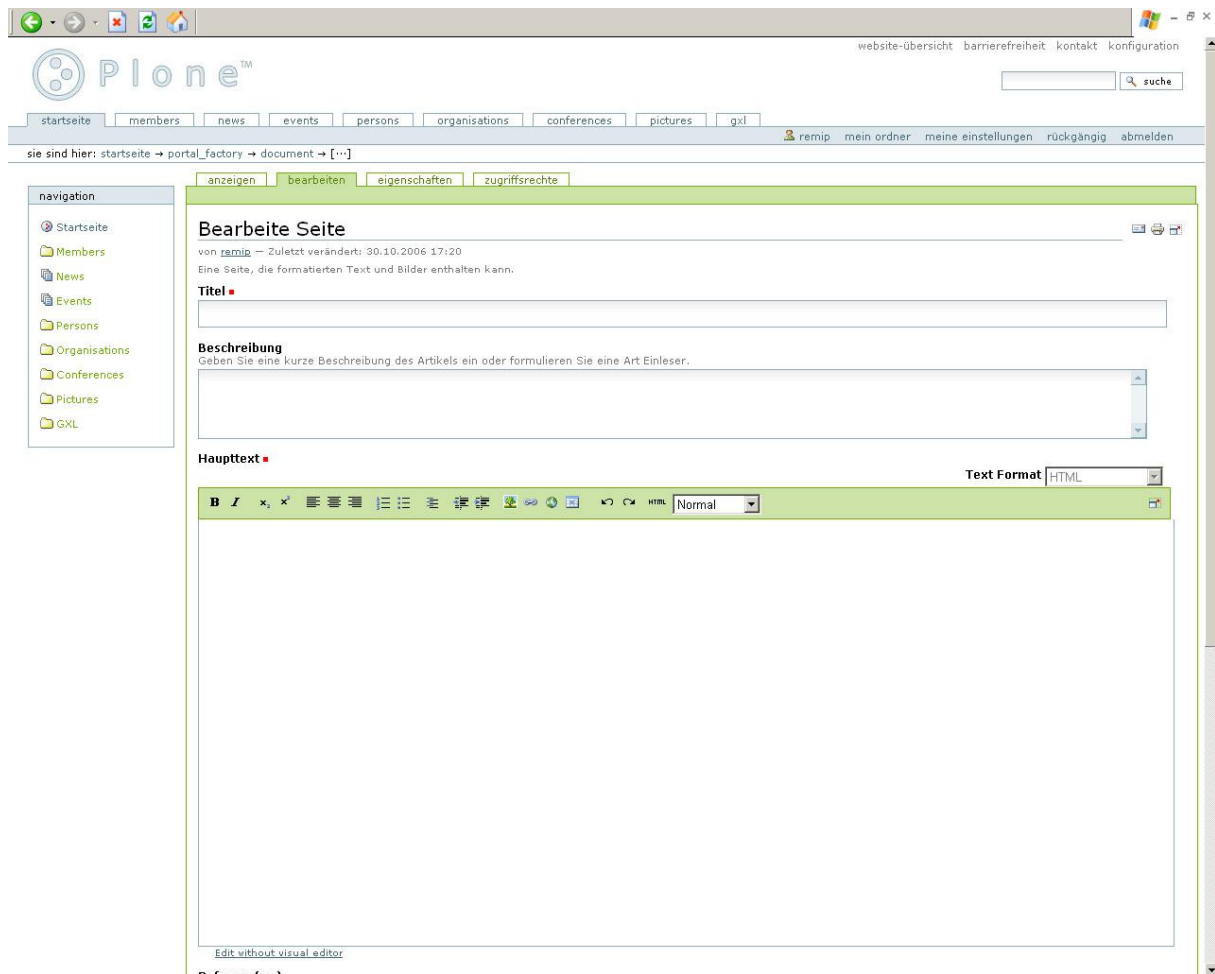 website-übersicht barrierefreiheit kontakt konfiguration
Plone™
suche
startseite members news events persons organisations conferences pictures gxl
remip mein ordner meine einstellungen rückgängig abmelden
sie sind hier: startseite → portal_factory → document → [⋯]
anzeigen bearbeiten eigenschaften zugriffsrechte
navigation
Startseite
Members
News
Events
Persons
Organisations
Conferences
Pictures
GXL
Bearbeite Seite
von remip — Zuletzt verändert: 30.10.2006 17:20
Eine Seite, die formatierten Text und Bilder enthalten kann.
Titel
Beschreibung
Geben Sie eine kurze Beschreibung des Artikels ein oder formulieren Sie eine Art Einleser.
Haupttext
Text Format HTML
B I x₂ x² HTML Normal
Edit without visual editor